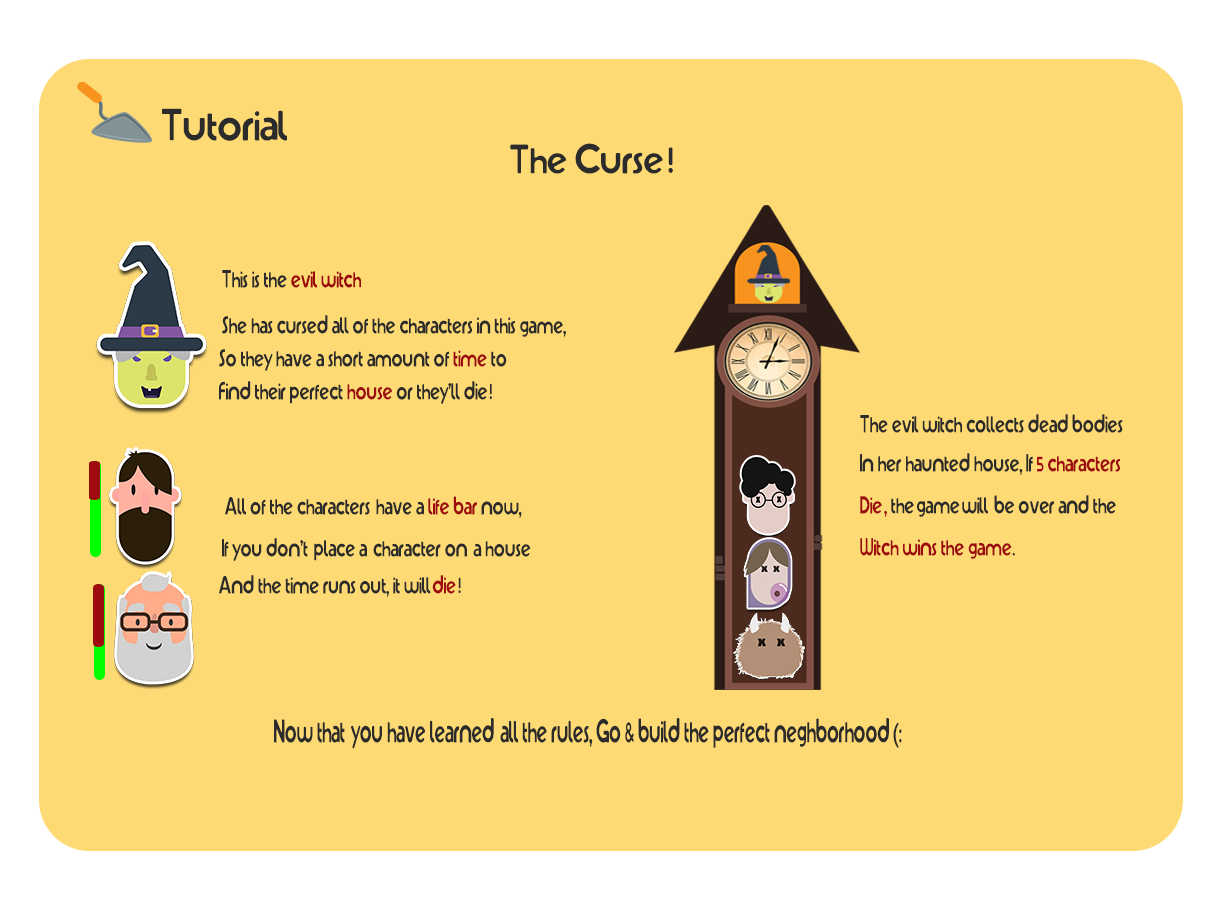 Tutorial
The Curse!
This is the evil witch
She has cursed all of the characters in this game,
So they have a short amount of time to
Find their perfect house or they'll die!
All of the characters have a life bar now,
If you don't place a character on a house
And the time runs out, it will die!
The evil witch collects dead bodies
In her haunted house, If 5 characters
Die, the game will be over and the
Witch wins the game.
Now that you have learned all the rules, Go & build the perfect neghborhood (: